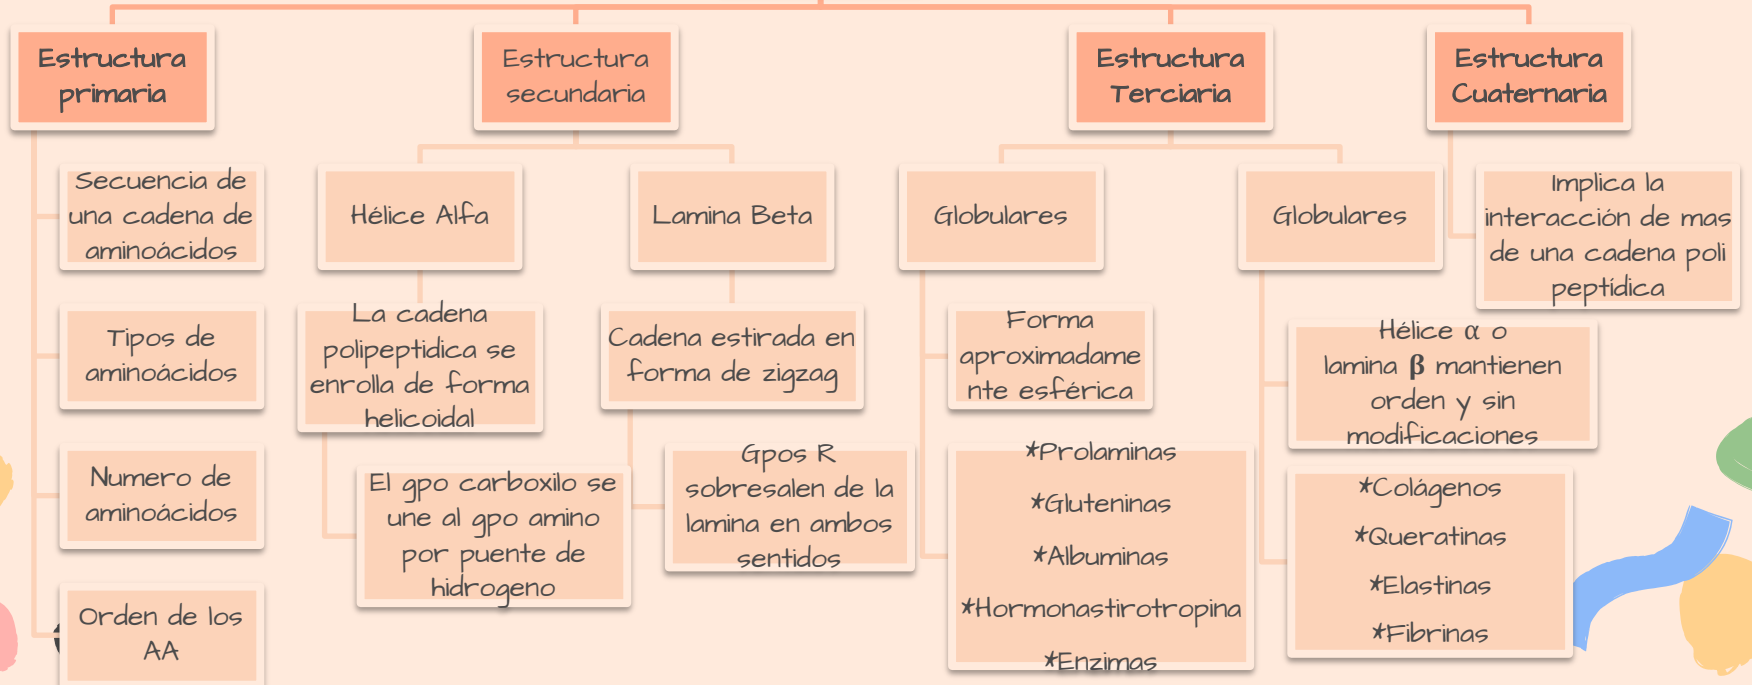 Estructura
primaria
Secuencia de
una cadena de
aminoácidos
Tipos de
aminoácidos
Numero de
aminoácidos
Orden de los
AA
Estructura
secundaria
Hélice Alfa
La cadena
polipeptidica se
enrolla de forma
helicoidal
El gpo carboxilo se
une al gpo amino
por puente de
hidrogeno
Lamina Beta
Cadena estirada en
forma de zigzag
Gpos R
sobresalen de la
lamina en ambos
sentidos
Estructura
Terciaria
Globulares
Forma
aproximadame
nte esférica
*Prolaminas
*Gluteninas
*Albuminas
*Hormonastirotropina
*Enzimas
Globulares
Hélice α o
lamina β mantienen
orden y sin
modificaciones
*Colágenos
*Queratinas
*Elastinas
*Fibrinas
Estructura
Cuaternaria
Implica la
interacción de mas
de una cadena poli
peptídica